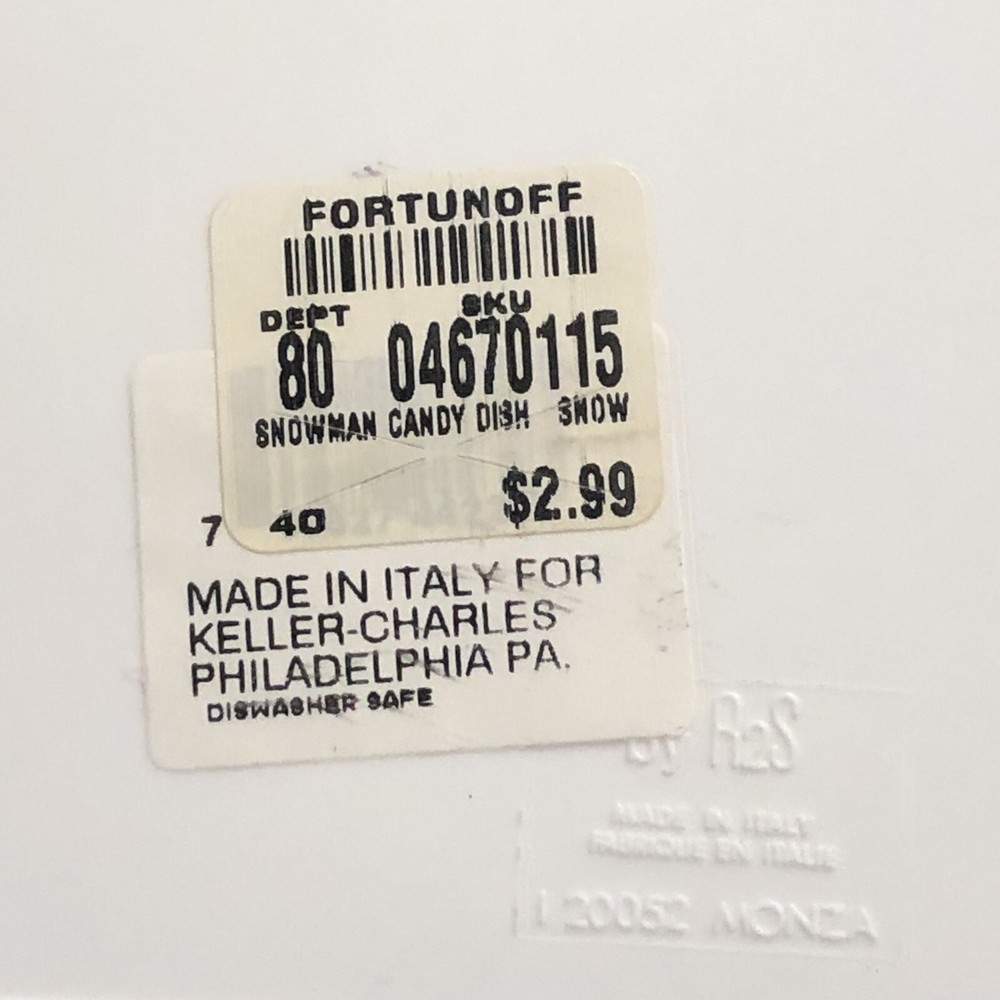 FORTUNOFF
DEPT SKU
80 04670115
SNOWMAN CANDY DISH SNOW
$2.99
7 40
MADE IN ITALY FOR
KELLER-CHARLES
PHILADELPHIA PA.
DISWASHER SAFE
by R2S
MADE IN ITALY
FABRIQUE EN ITALIE
I 20052 MONZA